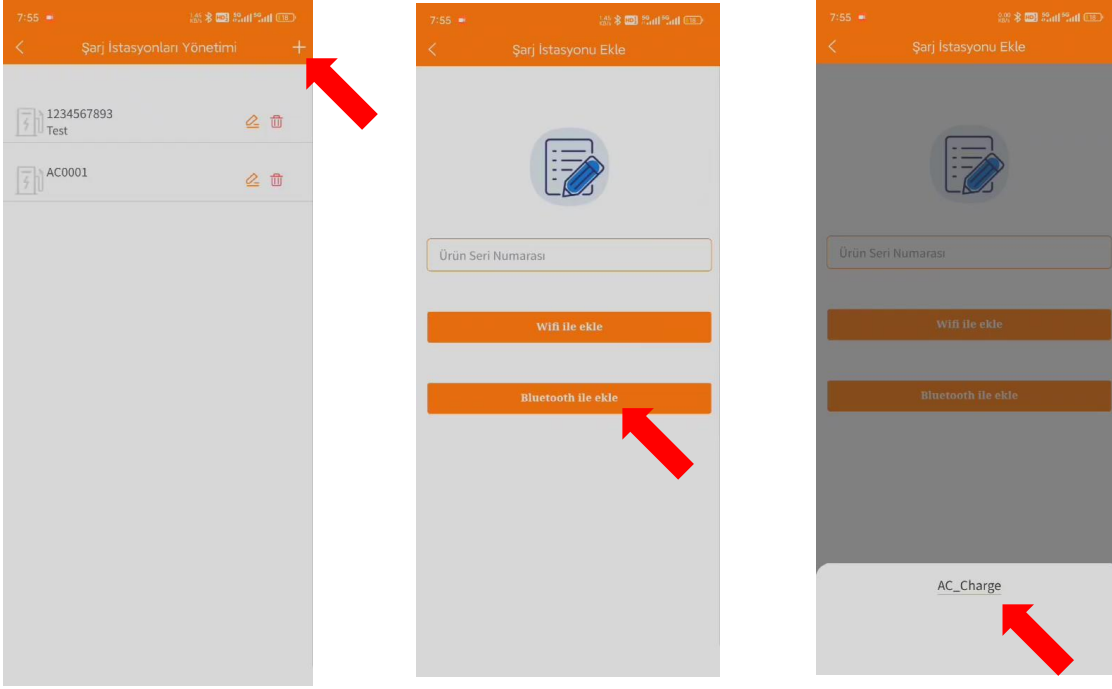 7:55
Şarj İstasyonları Yönetimi
1234567893
Test
AC0001
7:55
Şarj İstasyonu Ekle
Ürün Seri Numarası
Wifi ile ekle
Bluetooth ile ekle
7:55
Şarj İstasyonu Ekle
Ürün Seri Numarası
Wifi ile ekle
Bluetooth ile ekle
AC_Charge